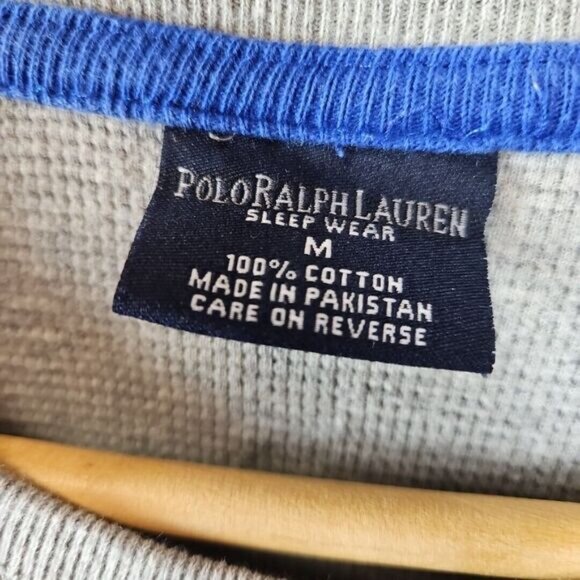 POLO RALPH LAUREN
SLEEP WEAR
M
100% COTTON
MADE IN PAKISTAN
CARE ON REVERSE